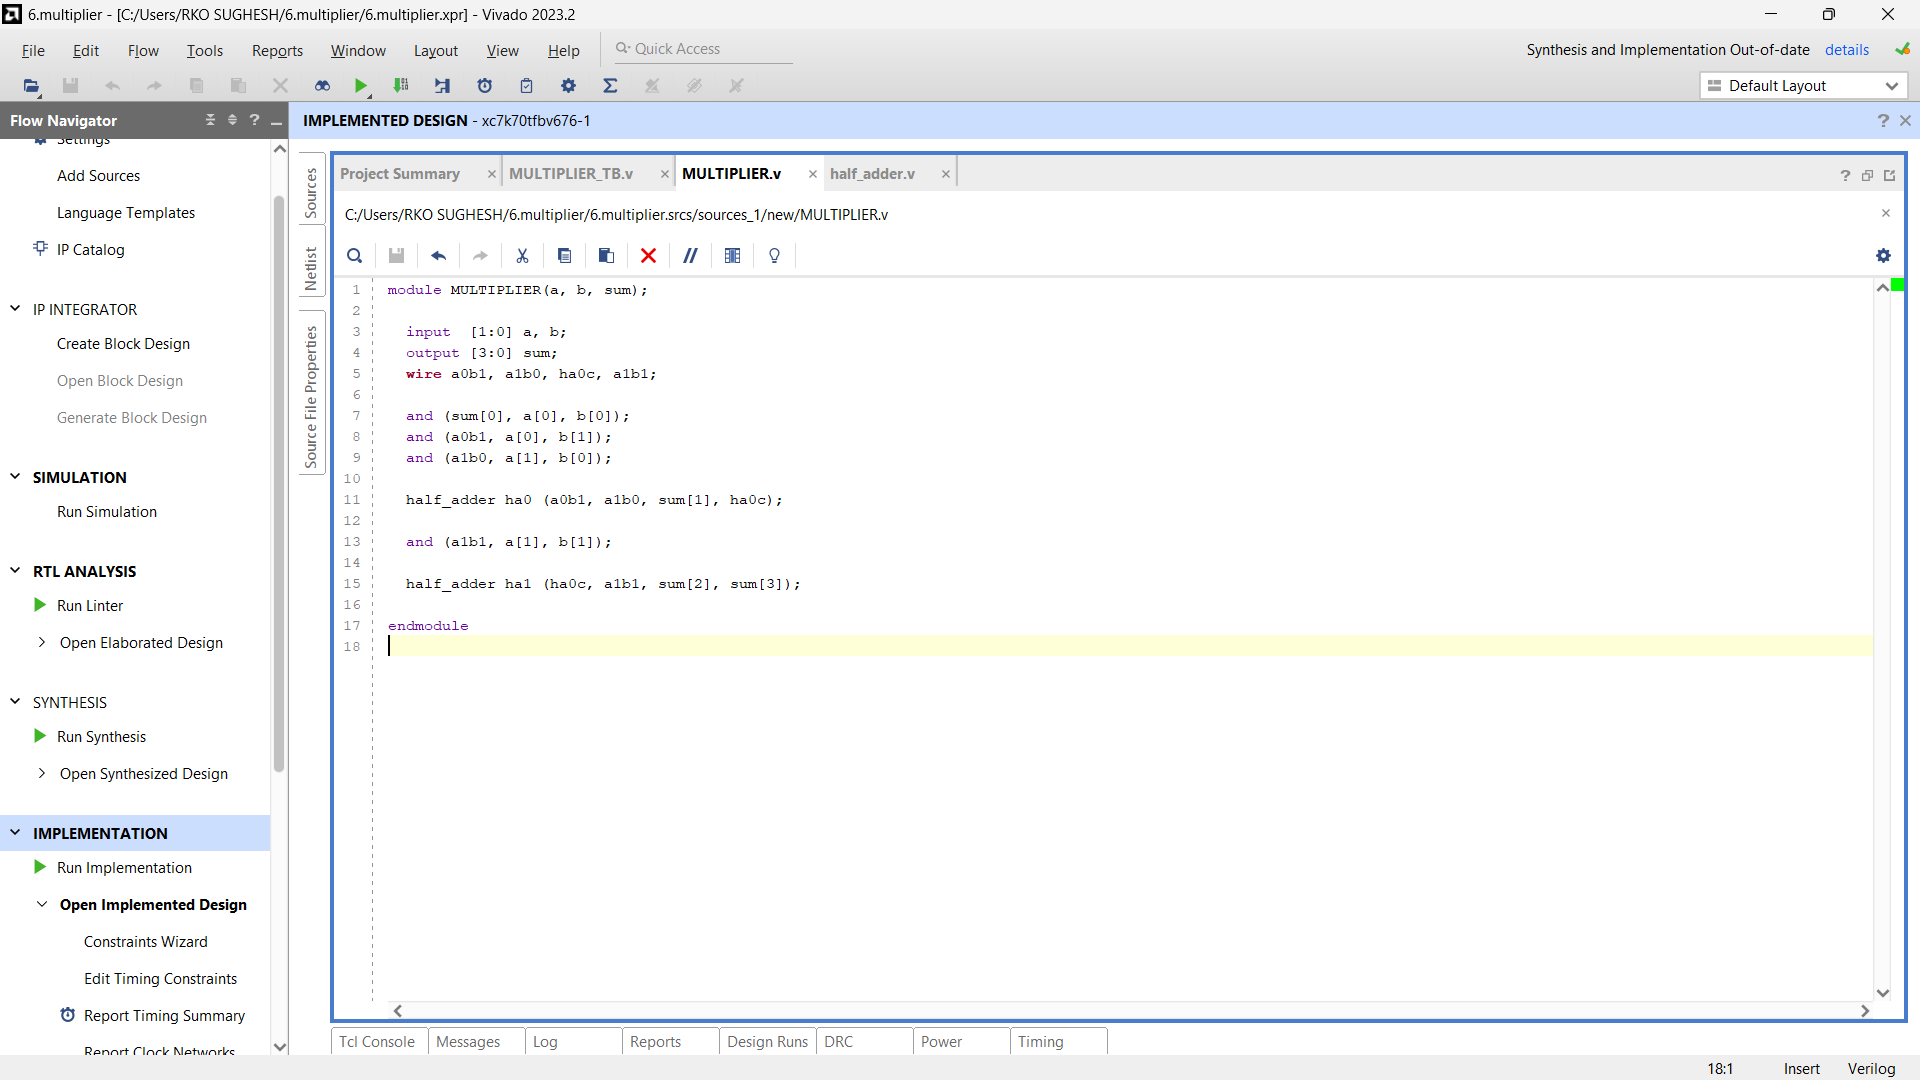 6.multiplier - [C:/Users/RKO SUGHESH/6.multiplier/6.multiplier.xpr] - Vivado 2023.2
File Edit Flow Tools Reports Window Layout View Help Quick Access
Synthesis and Implementation Out-of-date details
Default Layout
Flow Navigator
IMPLEMENTED DESIGN - xc7k70tfbv676-1
Settings
Add Sources
Language Templates
IP Catalog
IP INTEGRATOR
Create Block Design
Open Block Design
Generate Block Design
SIMULATION
Run Simulation
RTL ANALYSIS
Run Linter
Open Elaborated Design
SYNTHESIS
Run Synthesis
Open Synthesized Design
IMPLEMENTATION
Run Implementation
Open Implemented Design
Constraints Wizard
Edit Timing Constraints
Report Timing Summary
Report Clock Networks
Sources
Netlist
Source File Properties
Project Summary MULTIPLIER_TB.v MULTIPLIER.v half_adder.v
C:/Users/RKO SUGHESH/6.multiplier/6.multiplier.srcs/sources_1/new/MULTIPLIER.v
1 module MULTIPLIER(a, b, sum);
2
3 input [1:0] a, b;
4 output [3:0] sum;
5 wire a0b1, a1b0, ha0c, a1b1;
6
7 and (sum[0], a[0], b[0]);
8 and (a0b1, a[0], b[1]);
9 and (a1b0, a[1], b[0]);
10
11 half_adder ha0 (a0b1, a1b0, sum[1], ha0c);
12
13 and (a1b1, a[1], b[1]);
14
15 half_adder ha1 (ha0c, a1b1, sum[2], sum[3]);
16
17 endmodule
18
Tcl Console Messages Log Reports Design Runs DRC Power Timing
18:1 Insert Verilog